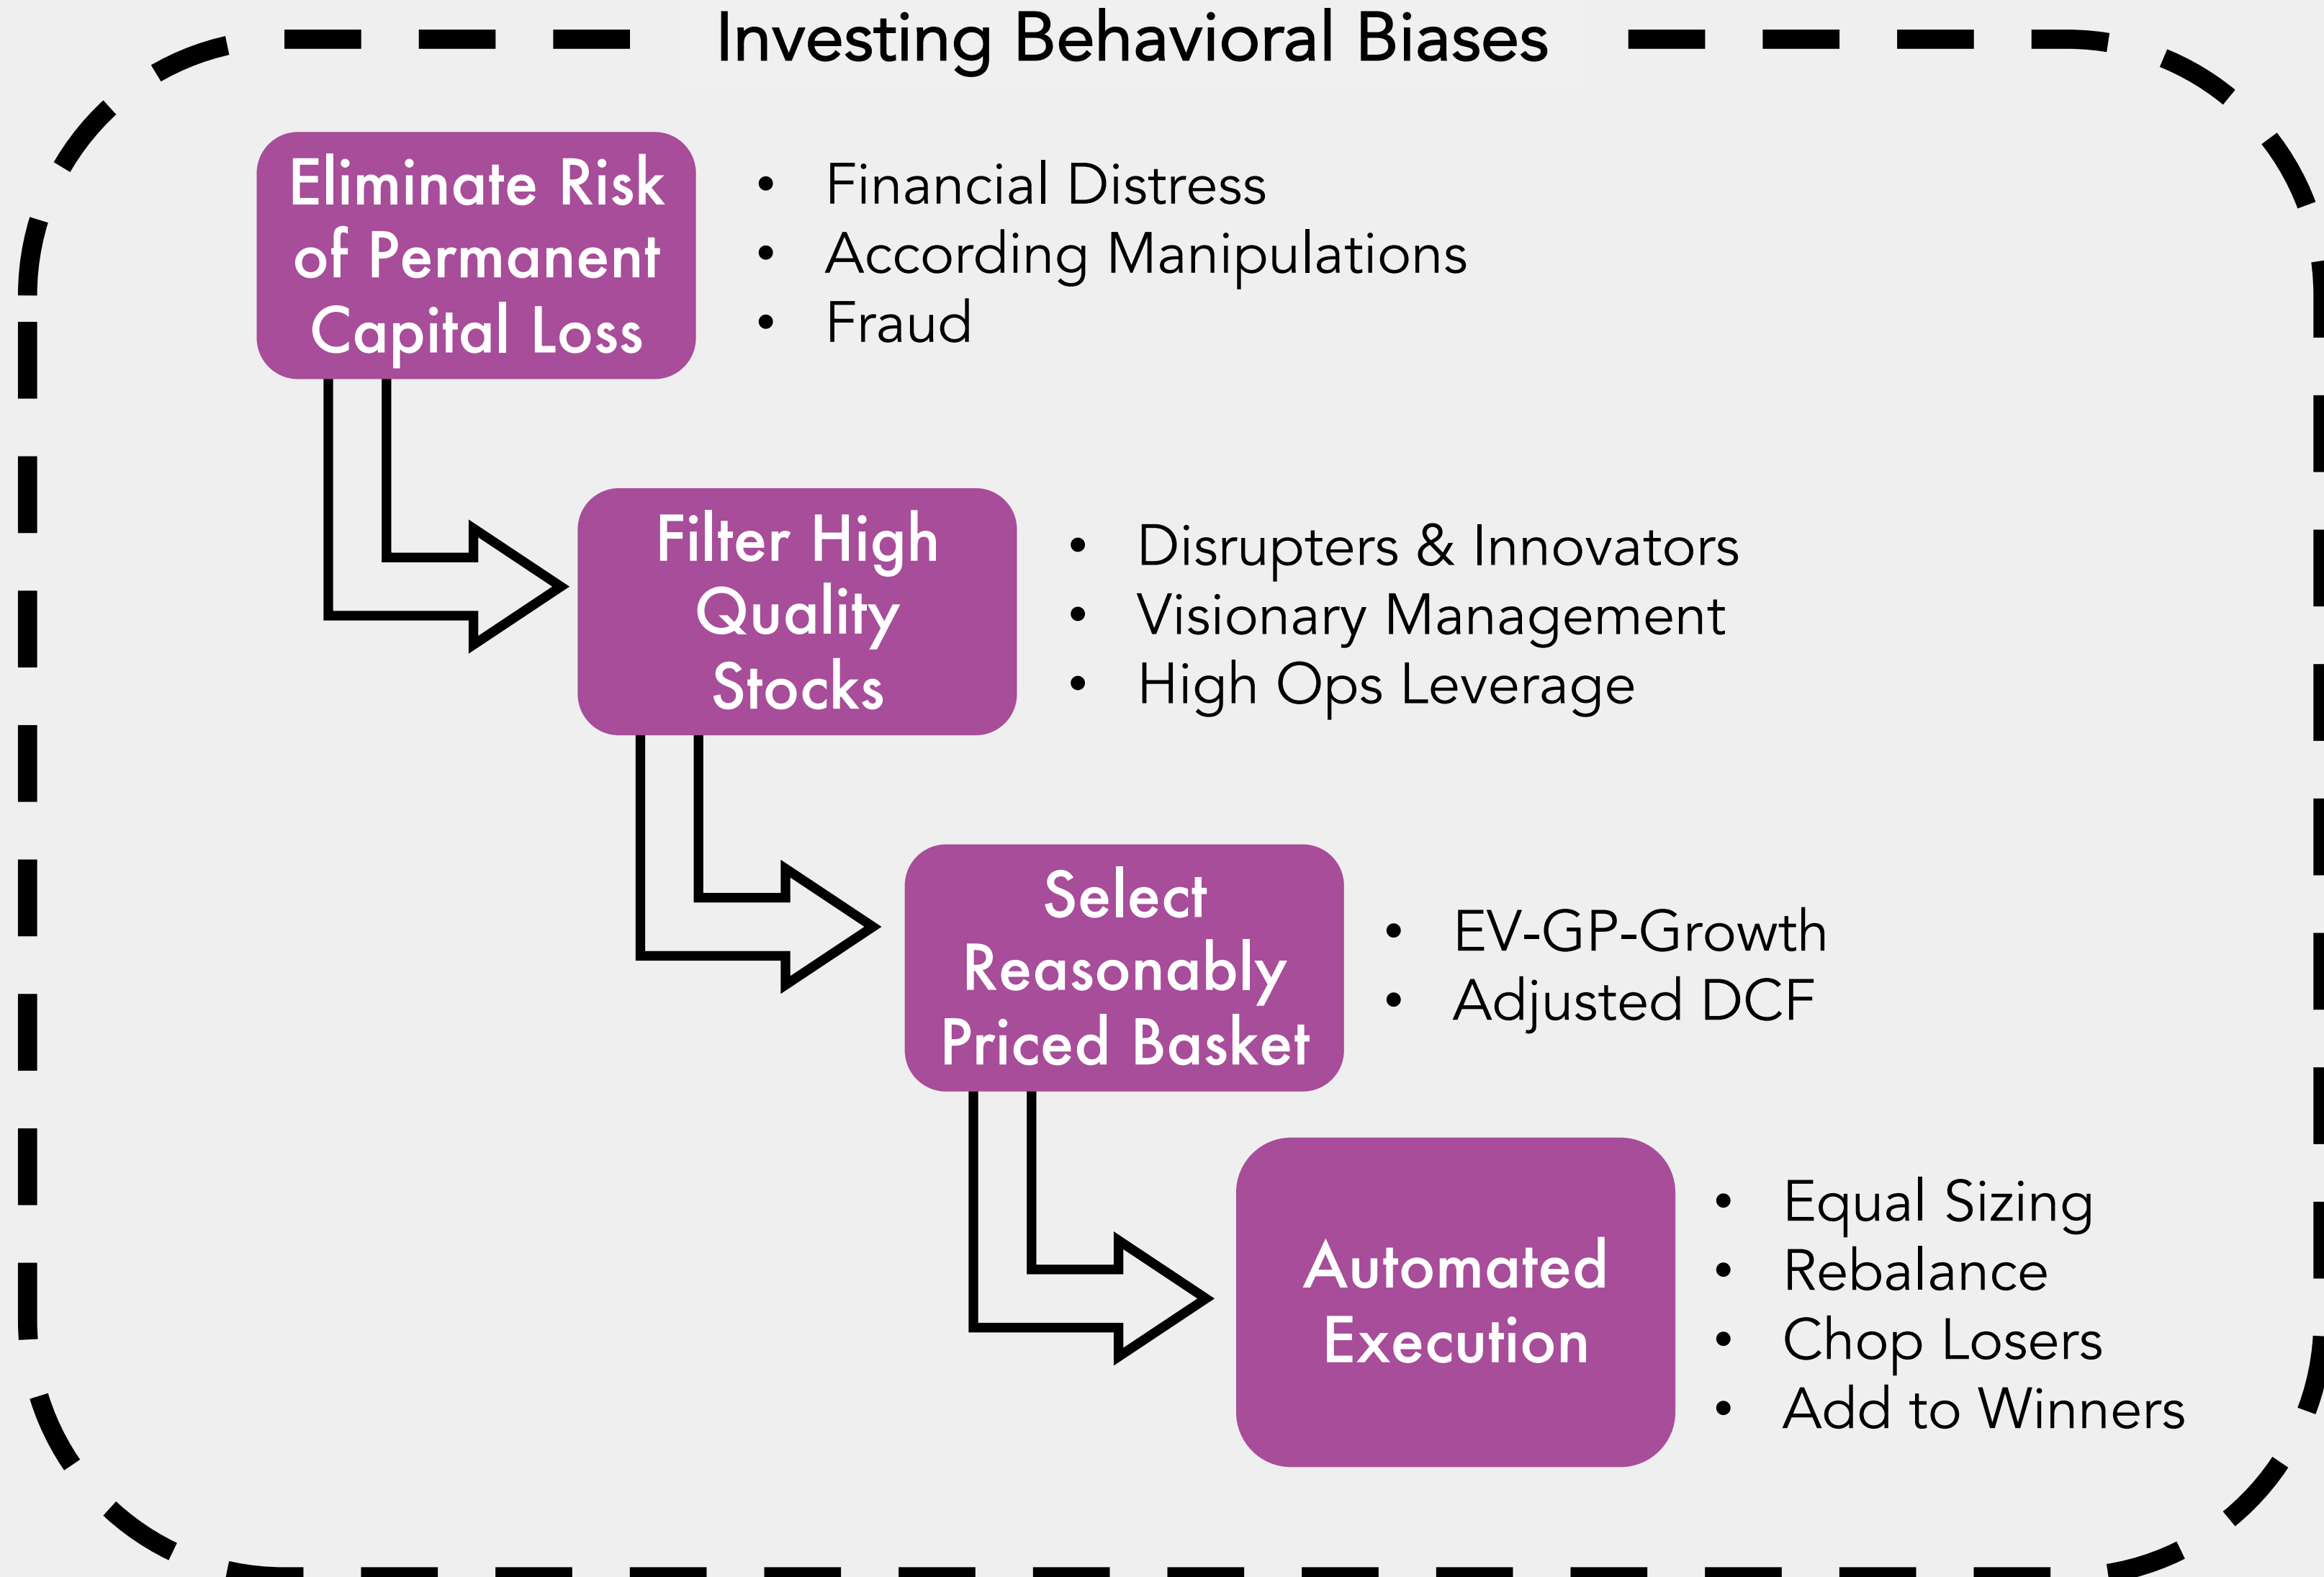 Investing Behavioral Biases
Eliminate Risk
of Permanent
Capital Loss
• Financial Distress
• According Manipulations
• Fraud
Filter High
Quality
Stocks
• Disrupters & Innovators
• Visionary Management
• High Ops Leverage
Select
Reasonably
Priced Basket
• EV-GP-Growth
• Adjusted DCF
Automated
Execution
• Equal Sizing
• Rebalance
• Chop Losers
• Add to Winners